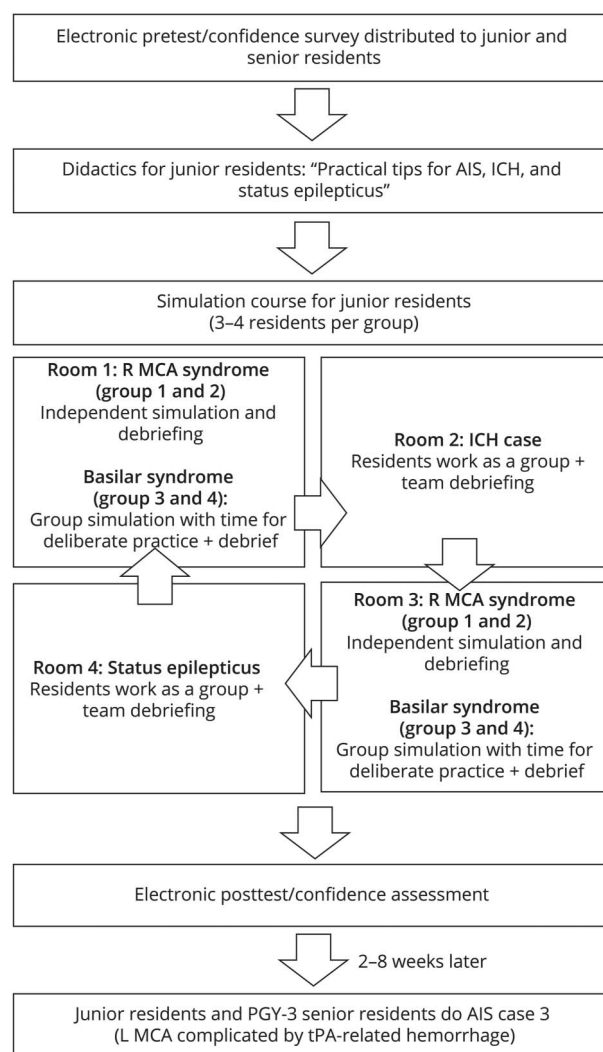 Electronic pretest/confidence survey distributed to junior and
senior residents
Didactics for junior residents: “Practical tips for AIS, ICH, and
status epilepticus”
Simulation course for junior residents
(3–4 residents per group)
Room 1: R MCA syndrome
(group 1 and 2)
Independent simulation and
debriefing
Basilar syndrome
(group 3 and 4):
Group simulation with time for
deliberate practice + debrief
Room 2: ICH case
Residents work as a group +
team debriefing
Room 3: R MCA syndrome
(group 1 and 2)
Independent simulation and
debriefing
Basilar syndrome
(group 3 and 4):
Group simulation with time for
deliberate practice + debrief
Room 4: Status epilepticus
Residents work as a group +
team debriefing
Electronic posttest/confidence assessment
2–8 weeks later
Junior residents and PGY-3 senior residents do AIS case 3
(L MCA complicated by tPA-related hemorrhage)